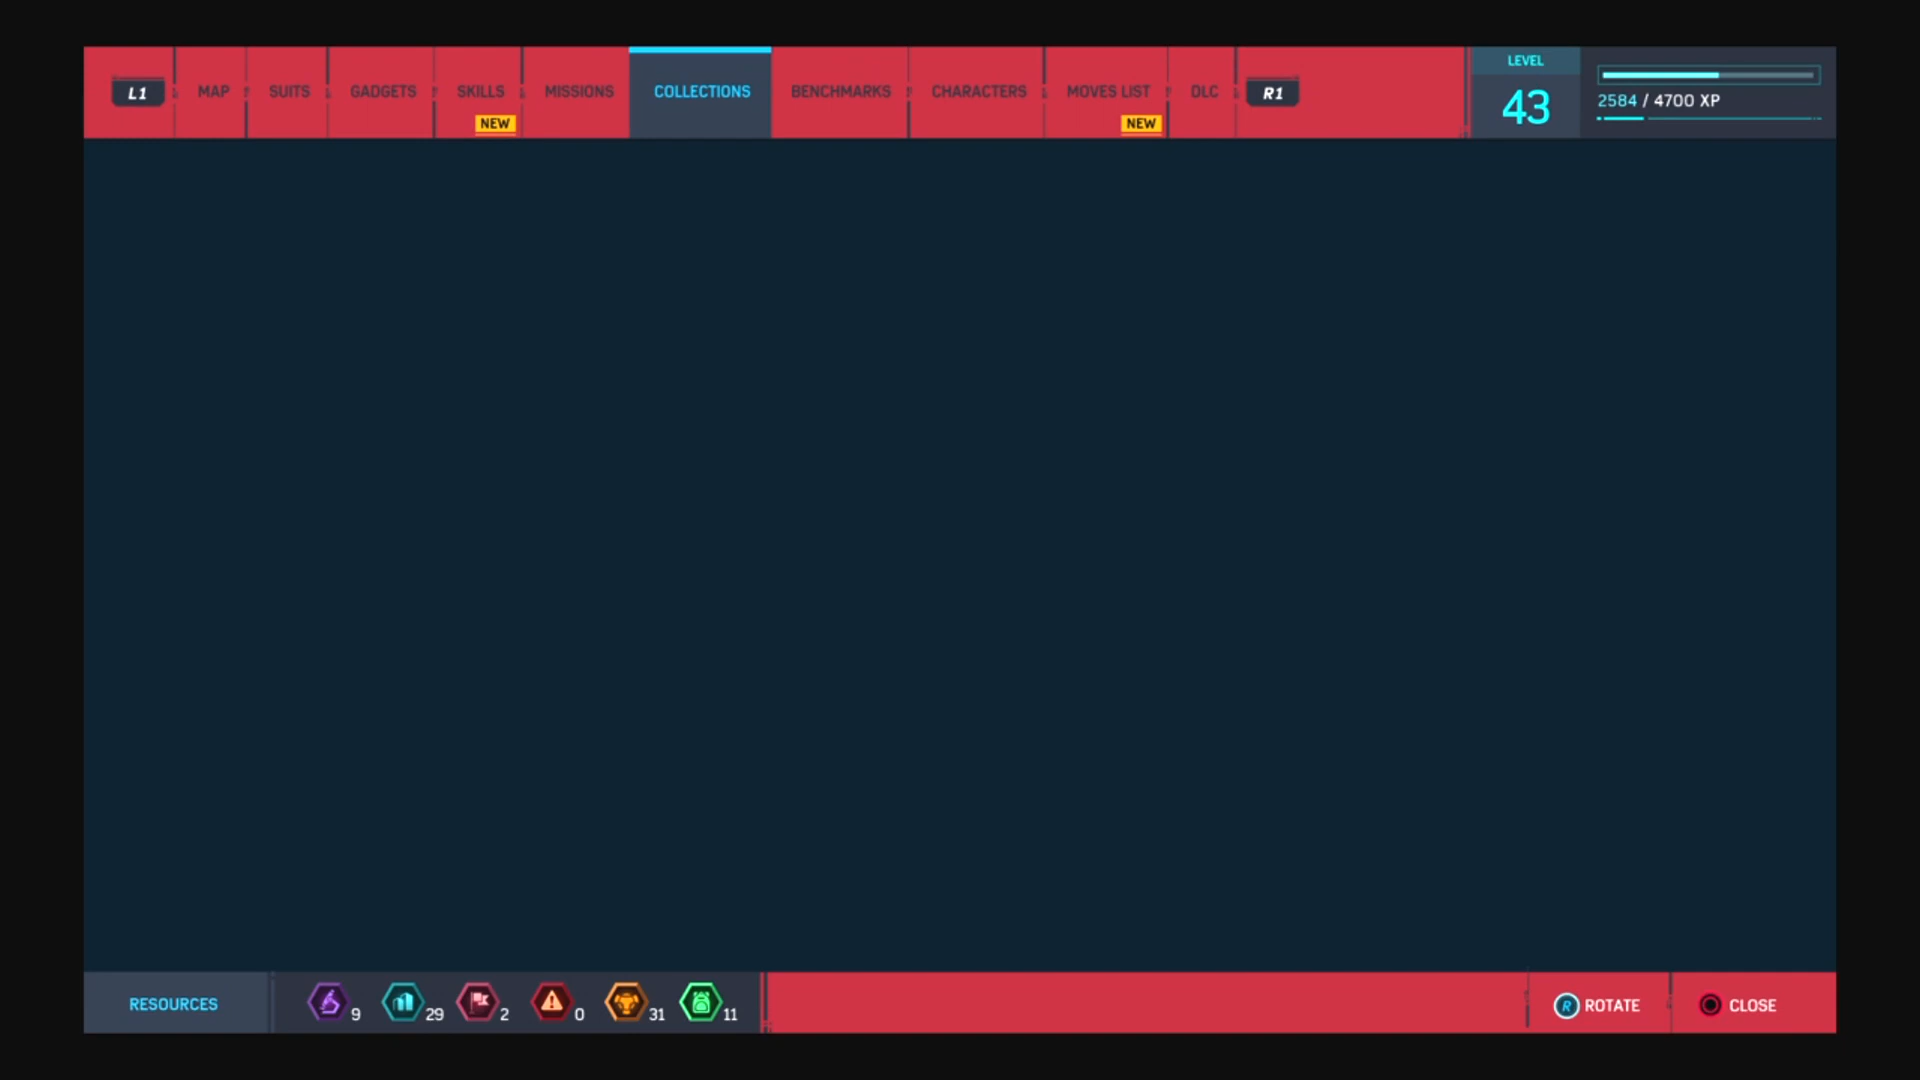 L1 MAP SUITS GADGETS SKILLS MISSIONS COLLECTIONS BENCHMARKS CHARACTERS MOVES LIST DLC R1
NEW NEW
LEVEL
43
2584 / 4700 XP
RESOURCES 9 29 2 0 31 11
R ROTATE CLOSE